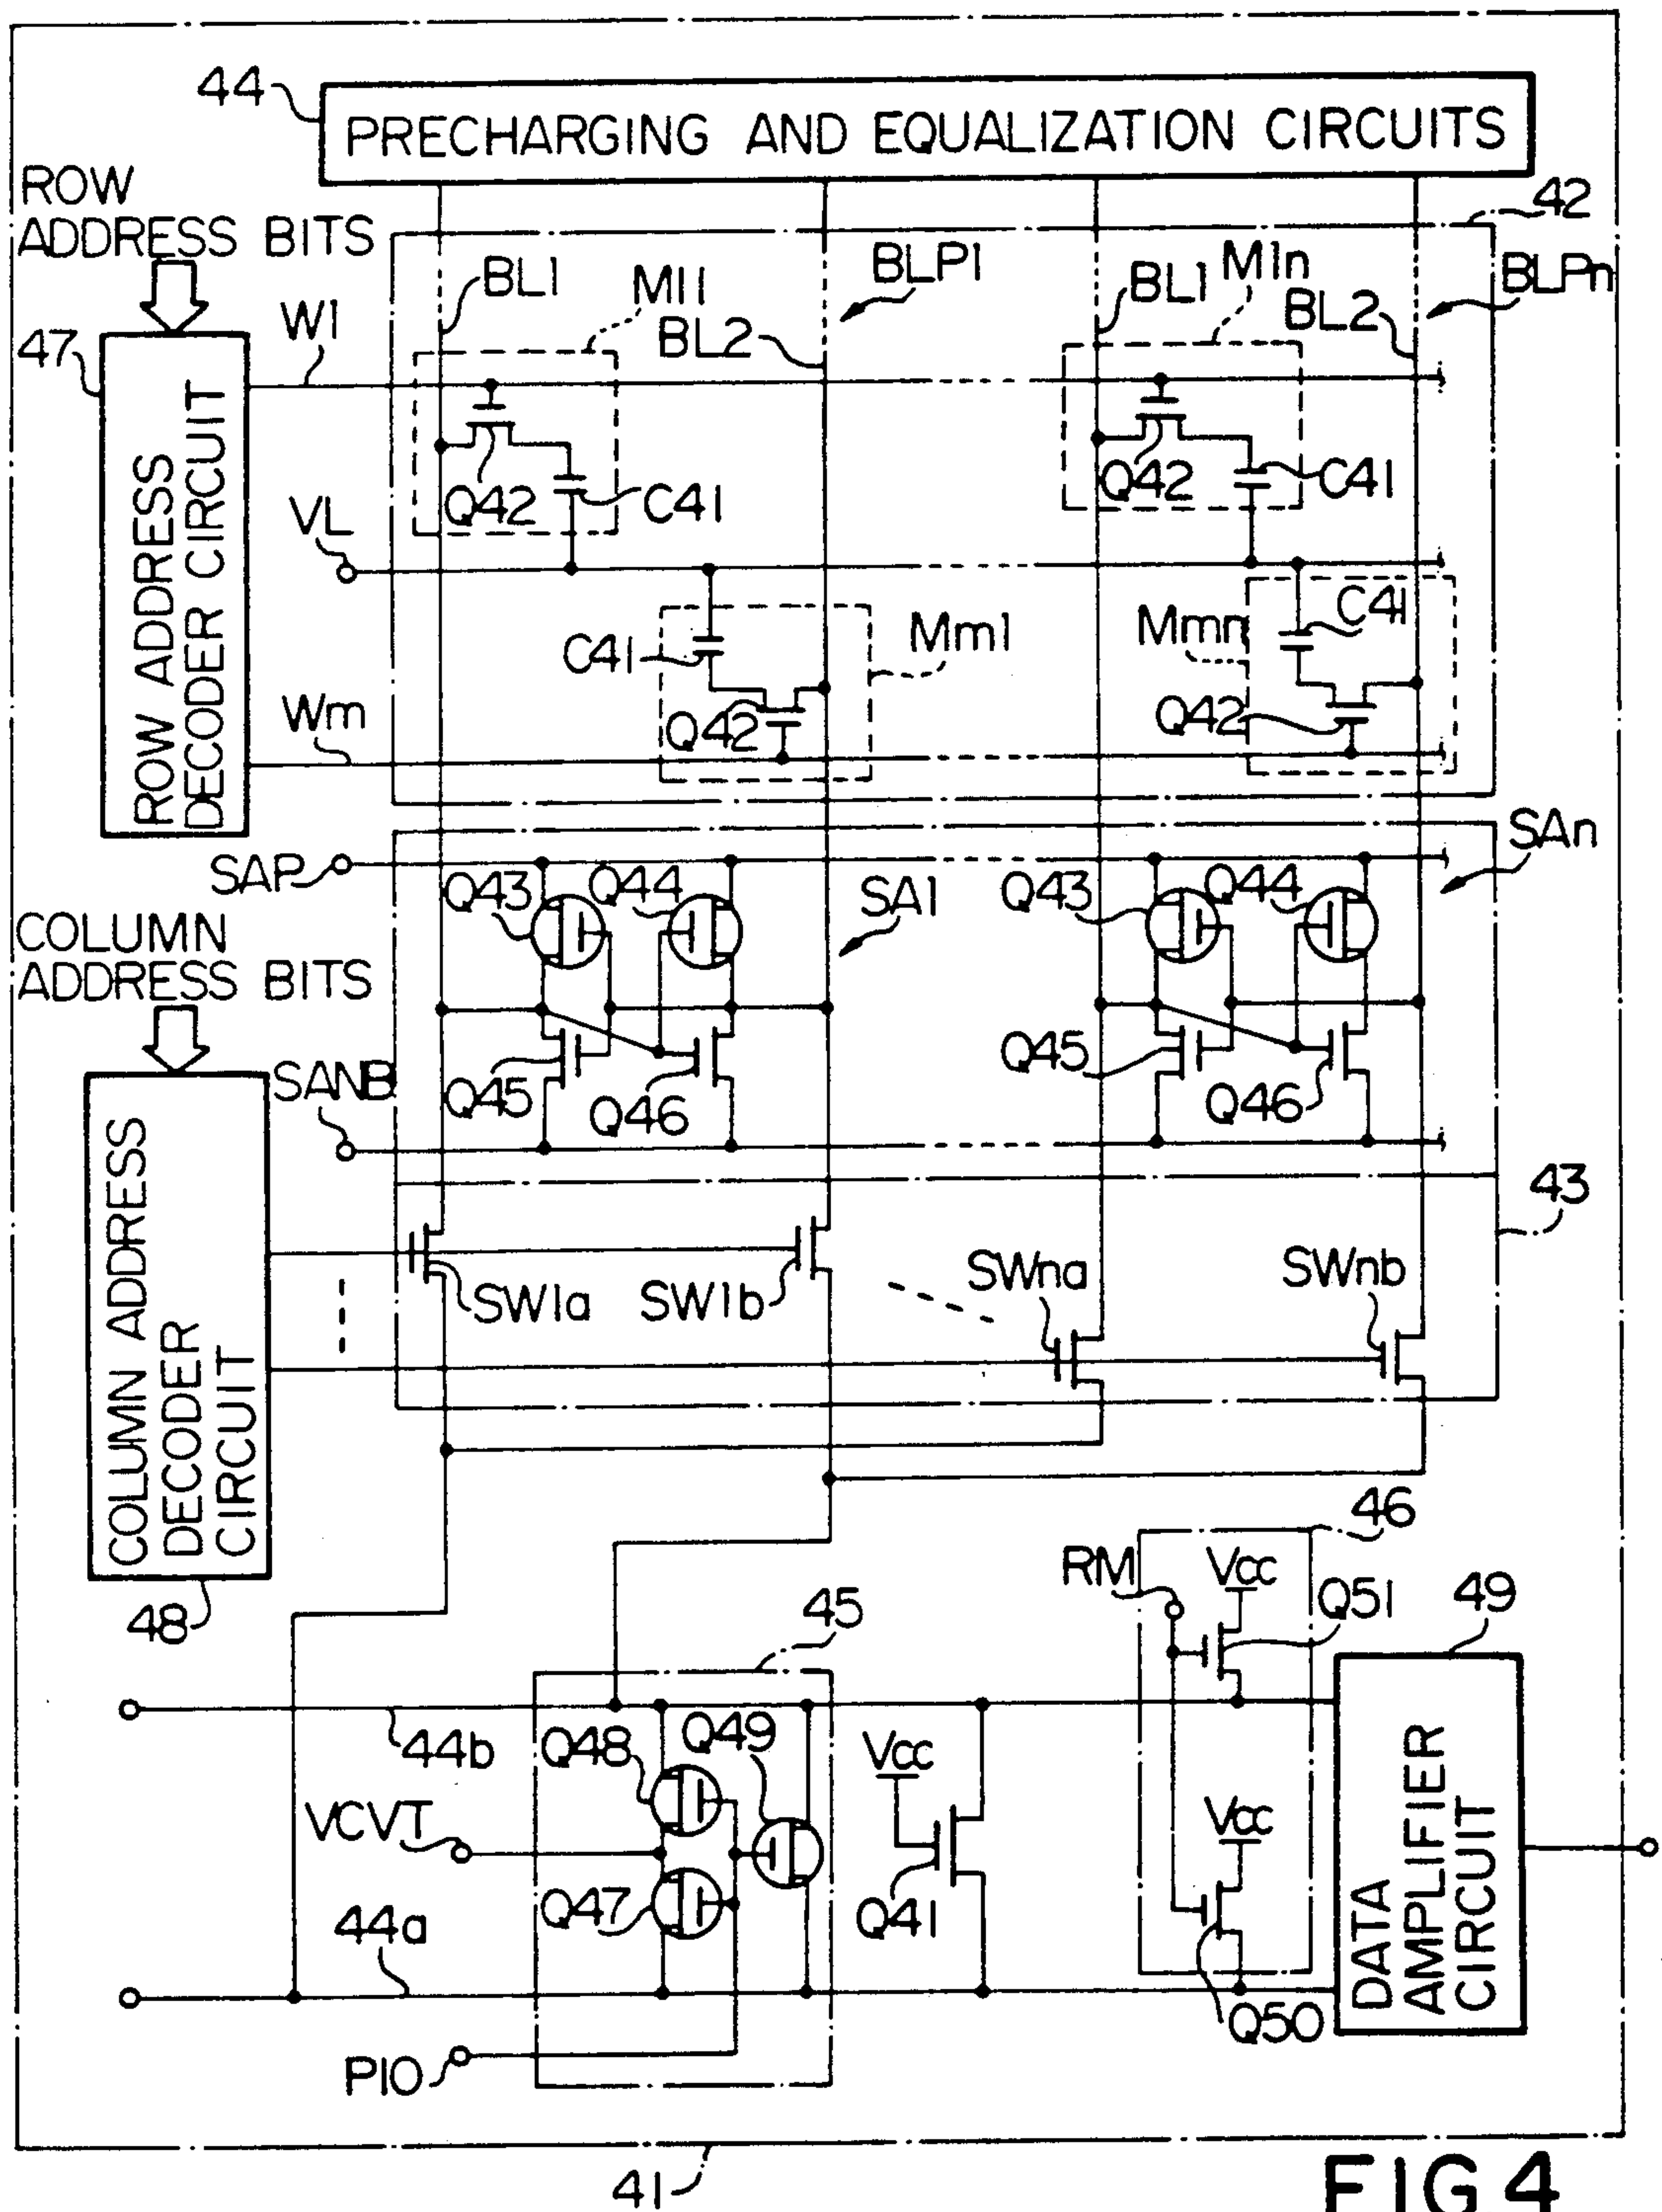 44
PRECHARGING AND EQUALIZATION CIRCUITS
ROW
ADDRESS BITS
42
BL1
M11
BLP1
BL1
M1n
BLPn
W1
BL2
BL2
47
ROW ADDRESS
DECODER CIRCUIT
Q42
C41
Q42
C41
VL
C41
Mm1
Mmn
C41
Wm
Q42
Q42
SAP
Q43
Q44
SA1
Q43
Q44
SAn
COLUMN
ADDRESS BITS
SANB
Q45
Q46
Q45
Q46
43
COLUMN ADDRESS
DECODER
CIRCUIT
SW1a
SW1b
SWna
SWnb
48
46
RM
Vcc
Q51
49
45
44b
Q48
Q49
Vcc
VCVT
Vcc
Q47
Q41
44a
DATA
AMPLIFIER
CIRCUIT
Q50
PIO
41
FIG 4